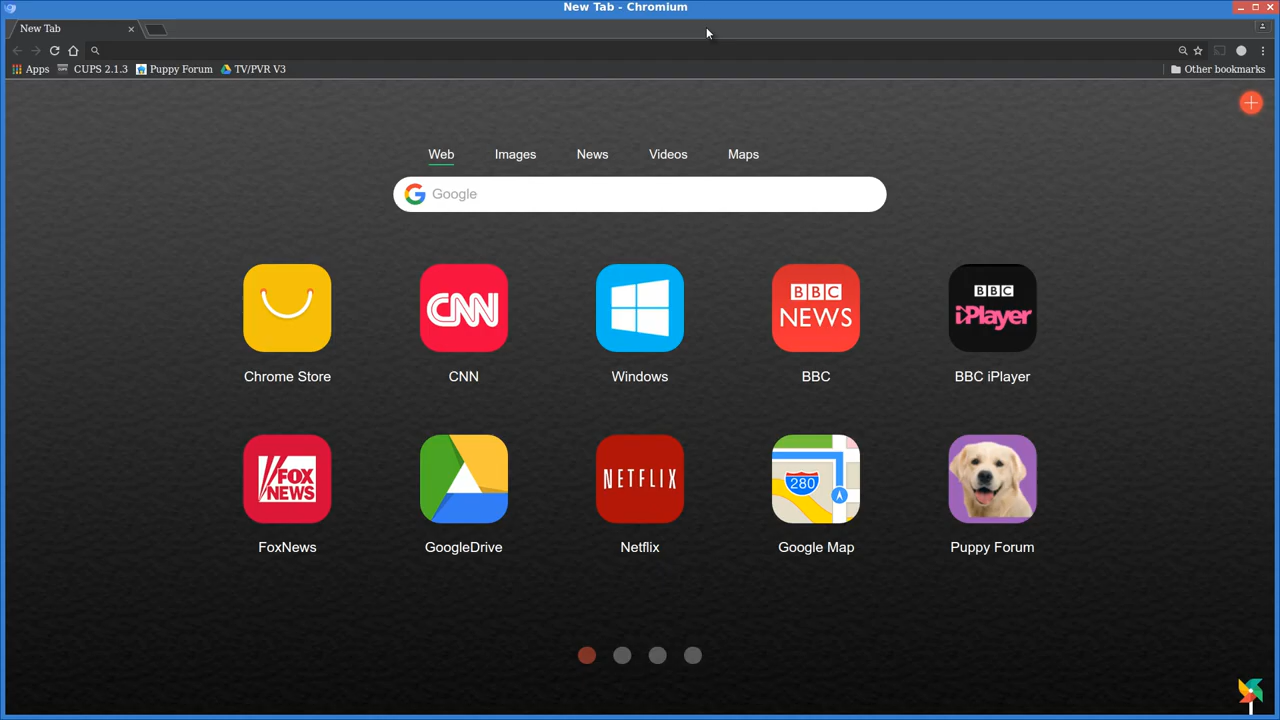 New Tab - Chromium
New Tab
Apps CUPS CUPS 2.1.3 Puppy Forum TV/PVR V3 Other bookmarks
Web Images News Videos Maps
Google
CNN BBC NEWS BBC iPlayer
Chrome Store CNN Windows BBC BBC iPlayer
FOX NEWS NETFLIX 280
FoxNews GoogleDrive Netflix Google Map Puppy Forum